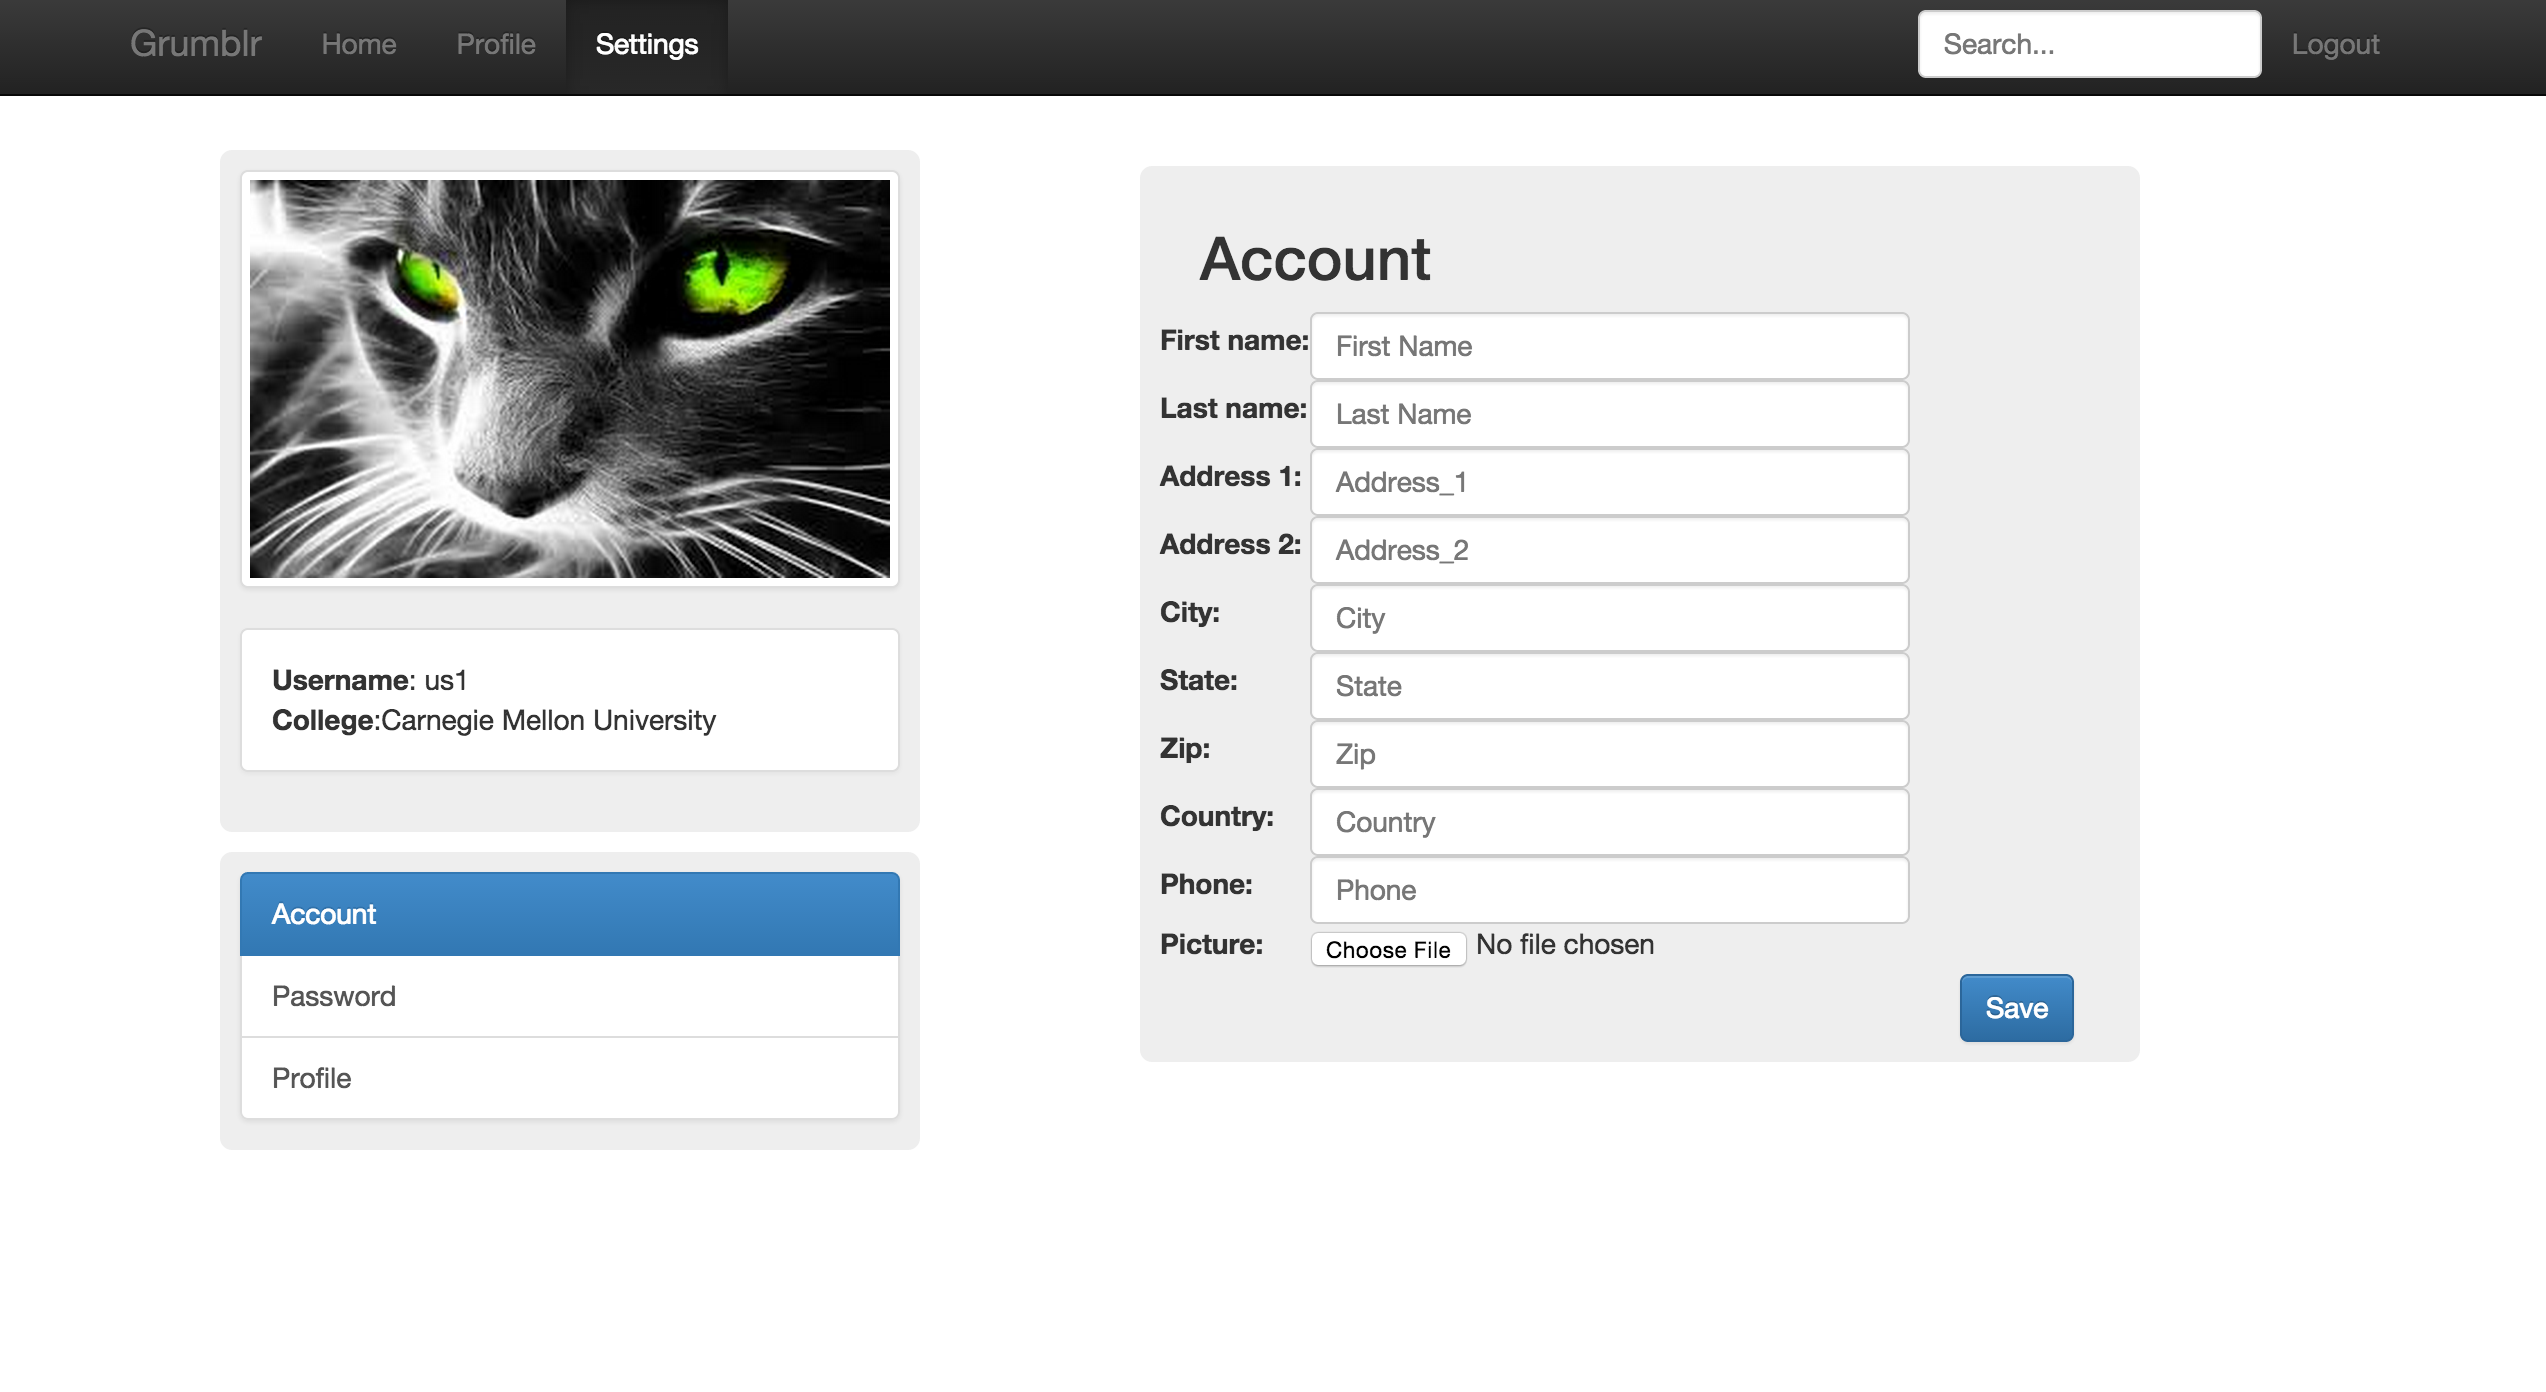 Grumblr Home Profile Settings Search... Logout
Username: us1
College:Carnegie Mellon University
Account
Password
Profile
Account
First name: First Name
Last name: Last Name
Address 1: Address_1
Address 2: Address_2
City: City
State: State
Zip: Zip
Country: Country
Phone: Phone
Picture: Choose File No file chosen
Save